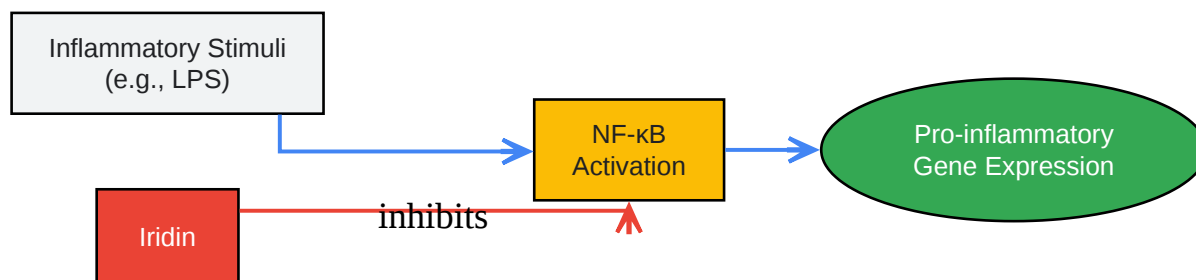 Inflammatory Stimuli
(e.g., LPS)
NF-κB
Activation
Pro-inflammatory
Gene Expression
Iridin
inhibits